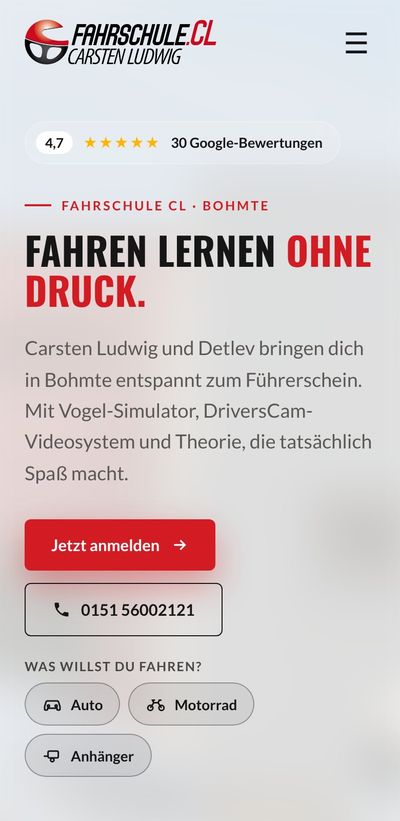 FAHRSCHULE.CL
CARSTEN LUDWIG
4,7 ★★★★★ 30 Google-Bewertungen
FAHRSCHULE CL · BOHMTE
FAHREN LERNEN OHNE
DRUCK.
Carsten Ludwig und Detlev bringen dich
in Bohmte entspannt zum Führerschein.
Mit Vogel-Simulator, DriversCam-
Videosystem und Theorie, die tatsächlich
Spaß macht.
Jetzt anmelden →
0151 56002121
WAS WILLST DU FAHREN?
Auto Motorrad
Anhänger